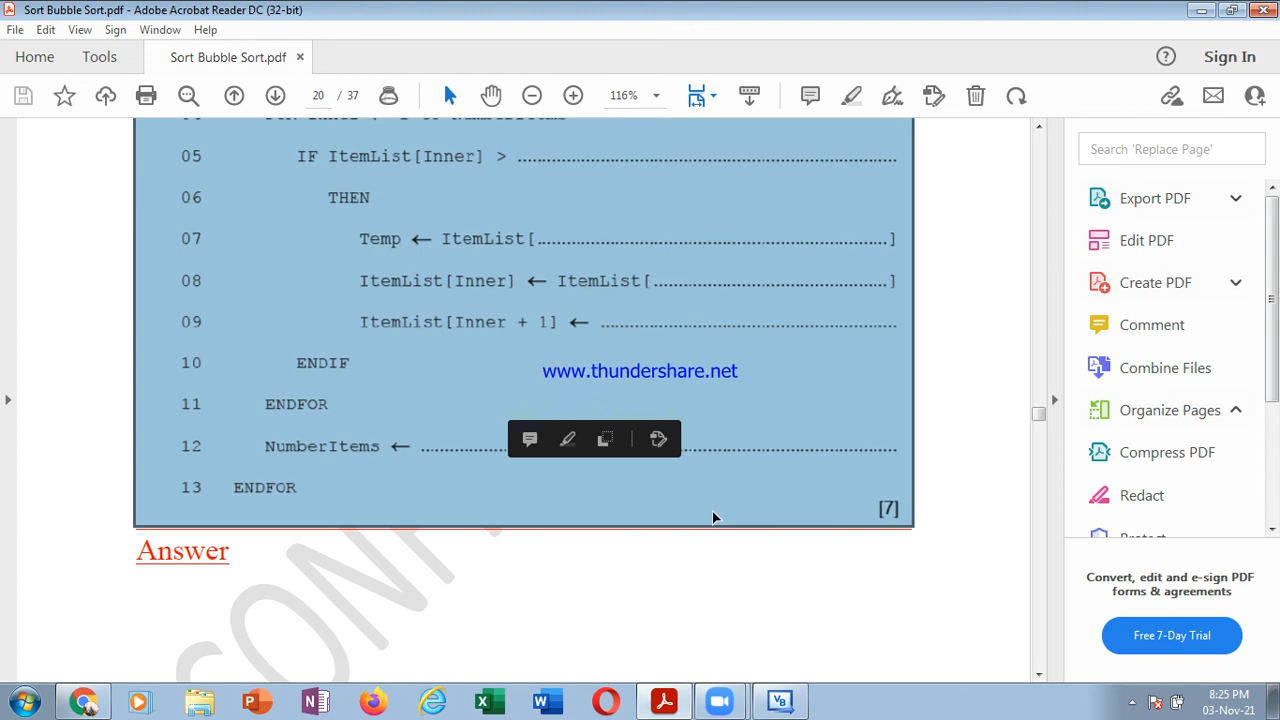 Sort Bubble Sort.pdf - Adobe Acrobat Reader DC (32-bit)
File Edit View Sign Window Help
Home Tools Sort Bubble Sort.pdf × Sign In
20 / 37 116%
05 IF ItemList[Inner] > ..........
06 THEN
07 Temp ← ItemList[..........]
08 ItemList[Inner] ← ItemList[..........]
09 ItemList[Inner + 1] ← ..........
10 ENDIF
www.thundershare.net
11 ENDFOR
12 NumberItems ← ..........
13 ENDFOR
[7]
Answer
Search 'Replace Page'
Export PDF
Edit PDF
Create PDF
Comment
Combine Files
Organize Pages
Compress PDF
Redact
Convert, edit and e-sign PDF
forms & agreements
Free 7-Day Trial
8:25 PM
03-Nov-21